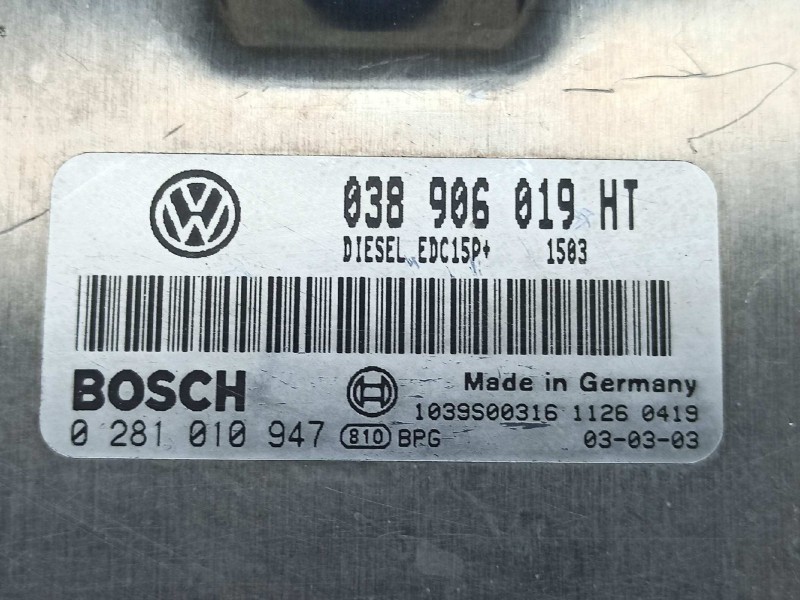 038 906 019 HT
DIESEL EDC15P+ 1503
BOSCH
Made in Germany
1039S00316 1126 0419
0 281 010 947 810 BPG 03-03-03